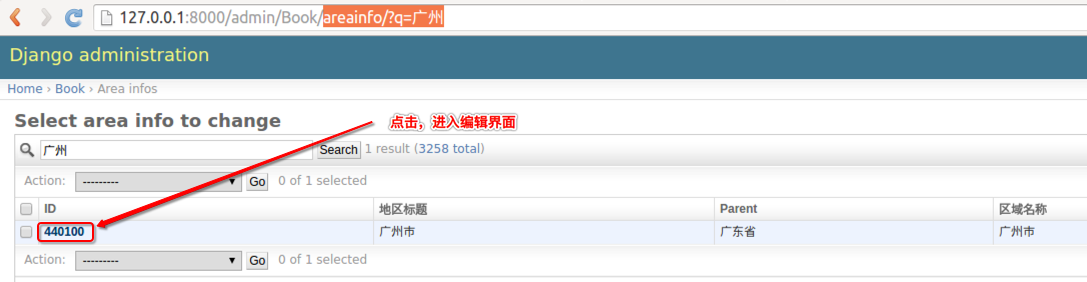 127.0.0.1:8000/admin/Book/areainfo/?q=广州
Django administration
Home › Book › Area infos
Select area info to change
点击，进入编辑界面
广州 Search 1 result (3258 total)
Action: --------- Go 0 of 1 selected
ID 地区标题 Parent 区域名称
440100 广州市 广东省 广州市
Action: --------- Go 0 of 1 selected